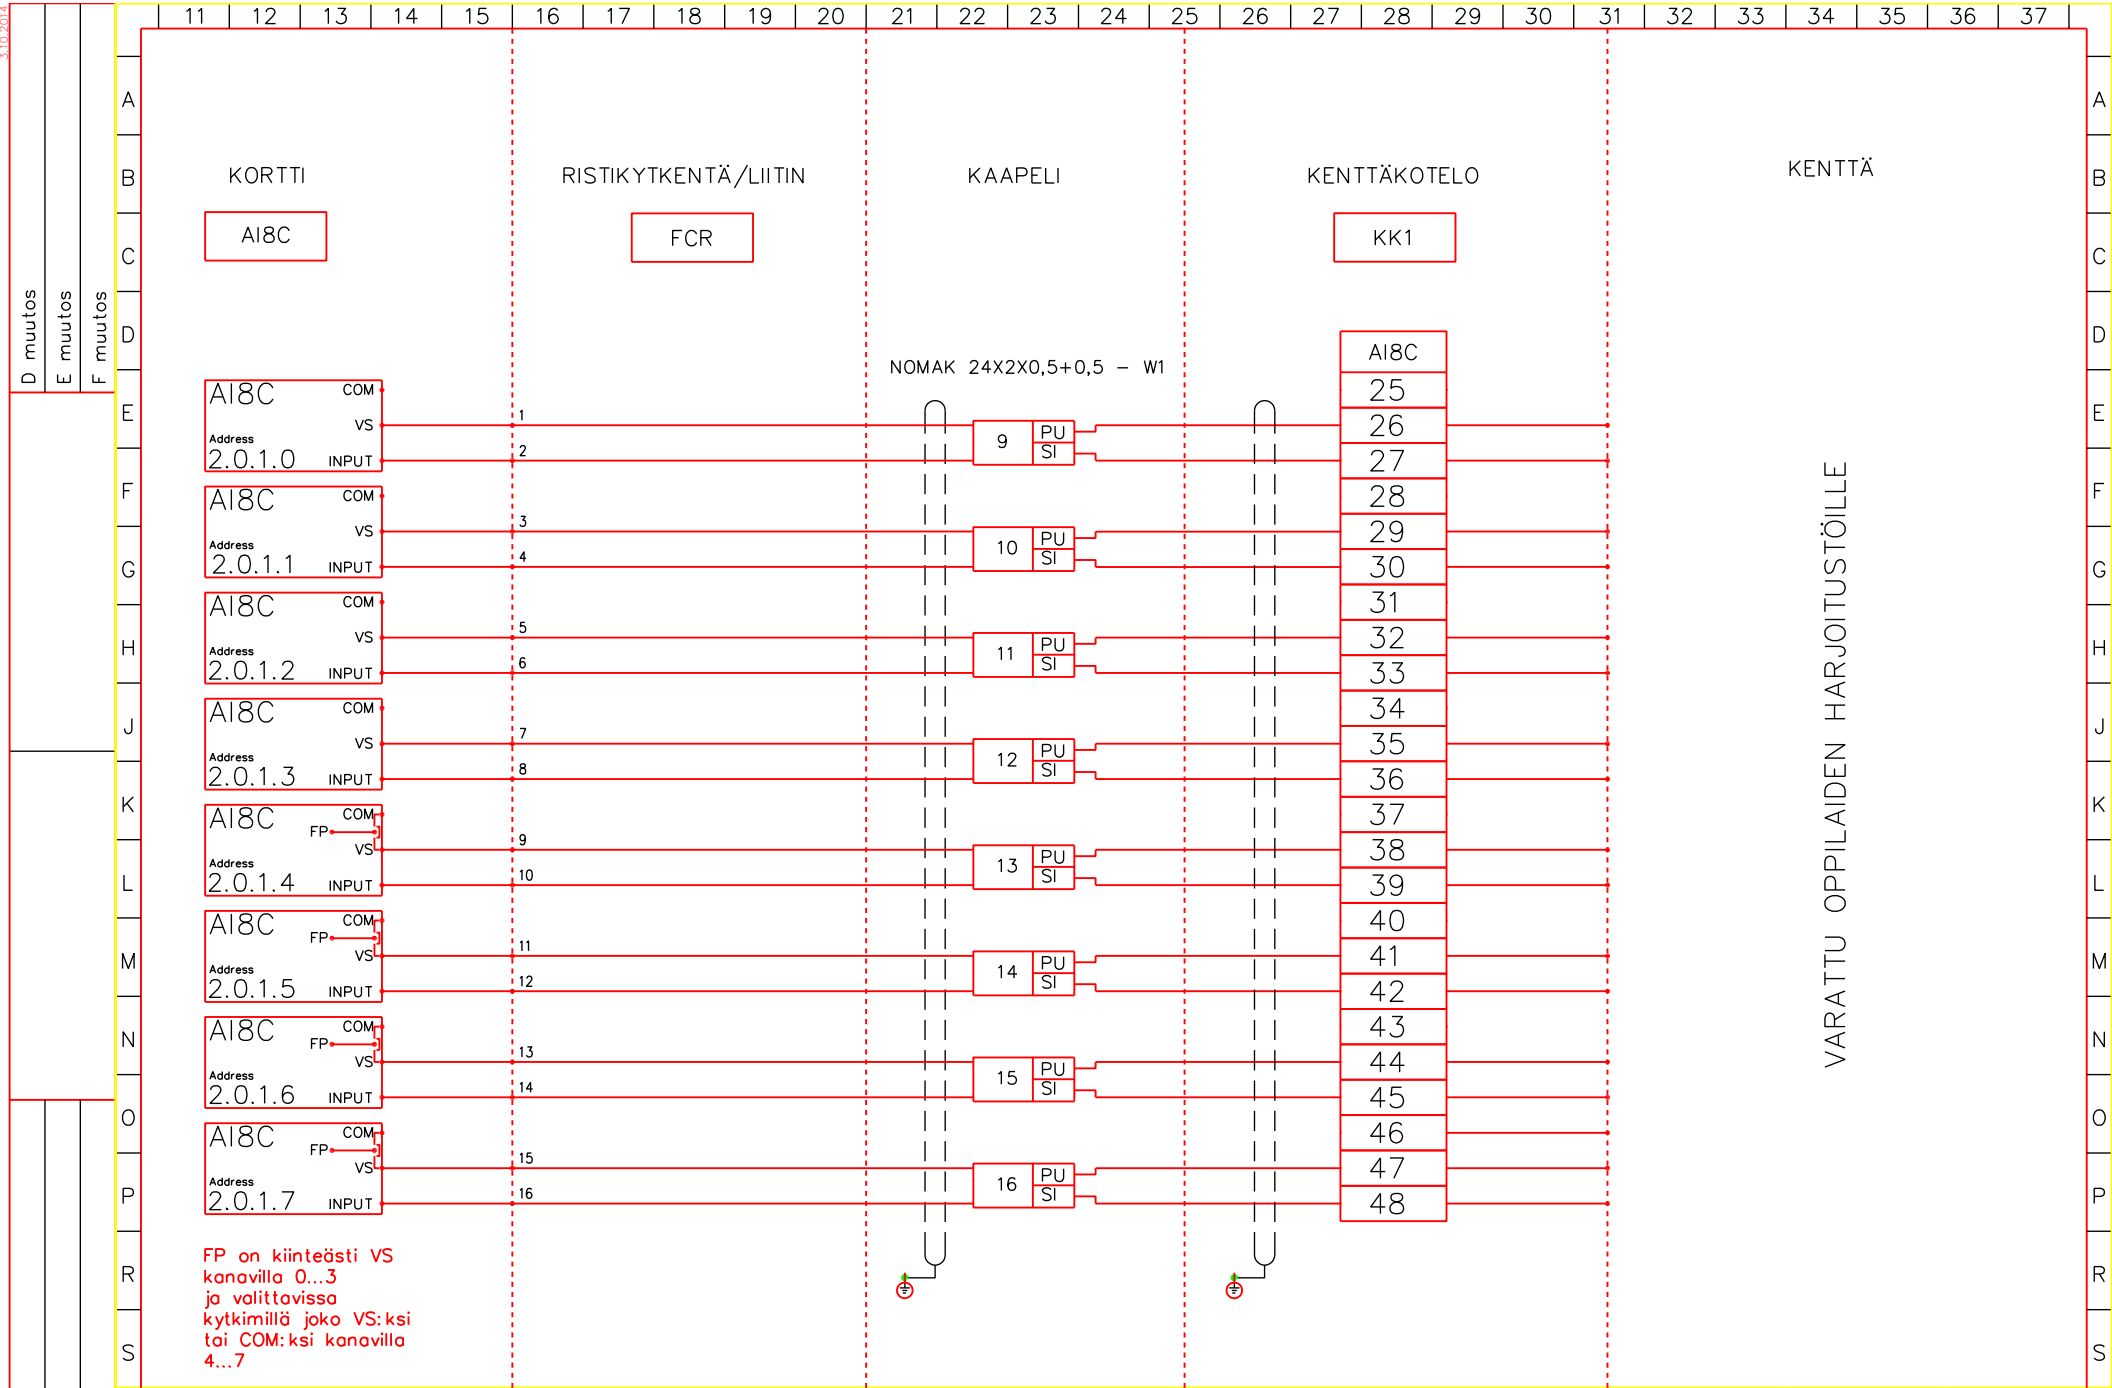 3.10.2014
11 12 13 14 15 16 17 18 19 20 21 22 23 24 25 26 27 28 29 30 31 32 33 34 35 36 37
D muutos
E muutos
F muutos
A A
B B
C C
D D
E E
F F
G G
H H
J J
K K
L L
M M
N N
O O
P P
R R
S S
KORTTI
AI8C
RISTIKYTKENTÄ/LIITIN
FCR
KAAPELI
KENTTÄKOTELO
KK1
KENTTÄ
NOMAK 24X2X0,5+0,5 - W1
AI8C COM
VS
Address
2.0.1.0 INPUT
AI8C COM
VS
Address
2.0.1.1 INPUT
AI8C COM
VS
Address
2.0.1.2 INPUT
AI8C COM
VS
Address
2.0.1.3 INPUT
AI8C COM
FP
VS
Address
2.0.1.4 INPUT
AI8C COM
FP
VS
Address
2.0.1.5 INPUT
AI8C COM
FP
VS
Address
2.0.1.6 INPUT
AI8C COM
FP
VS
Address
2.0.1.7 INPUT
1
2
3
4
5
6
7
8
9
10
11
12
13
14
15
16
9 PU
SI
10 PU
SI
11 PU
SI
12 PU
SI
13 PU
SI
14 PU
SI
15 PU
SI
16 PU
SI
AI8C
25
26
27
28
29
30
31
32
33
34
35
36
37
38
39
40
41
42
43
44
45
46
47
48
VARATTU OPPILAIDEN HARJOITUSTÖILLE
FP on kiinteästi VS
kanavilla 0...3
ja valittavissa
kytkimillä joko VS:ksi
tai COM:ksi kanavilla
4...7